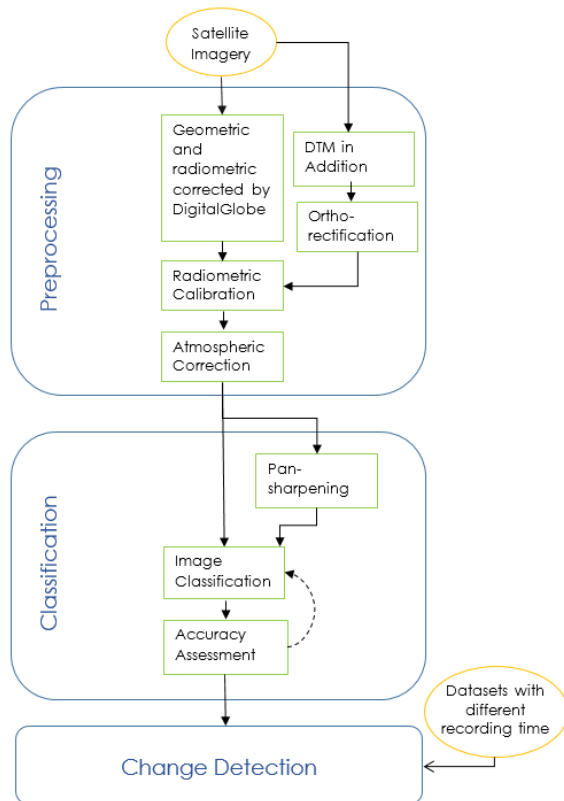 Satellite
Imagery
Preprocessing
Geometric
and
radiometric
corrected by
DigitalGlobe
DTM in
Addition
Ortho-
rectification
Radiometric
Calibration
Atmospheric
Correction
Classification
Pan-
sharpening
Image
Classification
Accuracy
Assessment
Datasets with
different
recording time
Change Detection